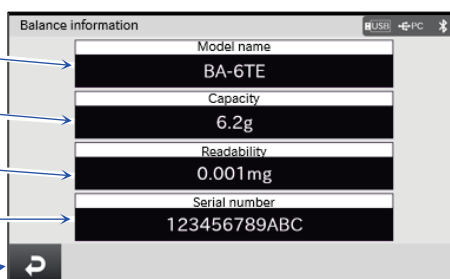 Balance information
USB PC
Model name
BA-6TE
Capacity
6.2g
Readability
0.001mg
Serial number
123456789ABC